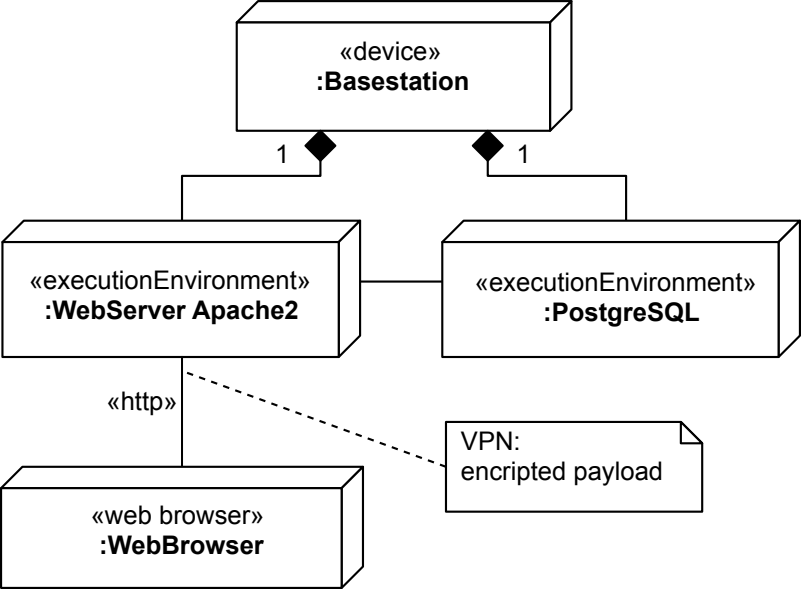 «device»
:Basestation
1
1
«executionEnvironment»
:WebServer Apache2
«executionEnvironment»
:PostgreSQL
«http»
VPN:
encripted payload
«web browser»
:WebBrowser